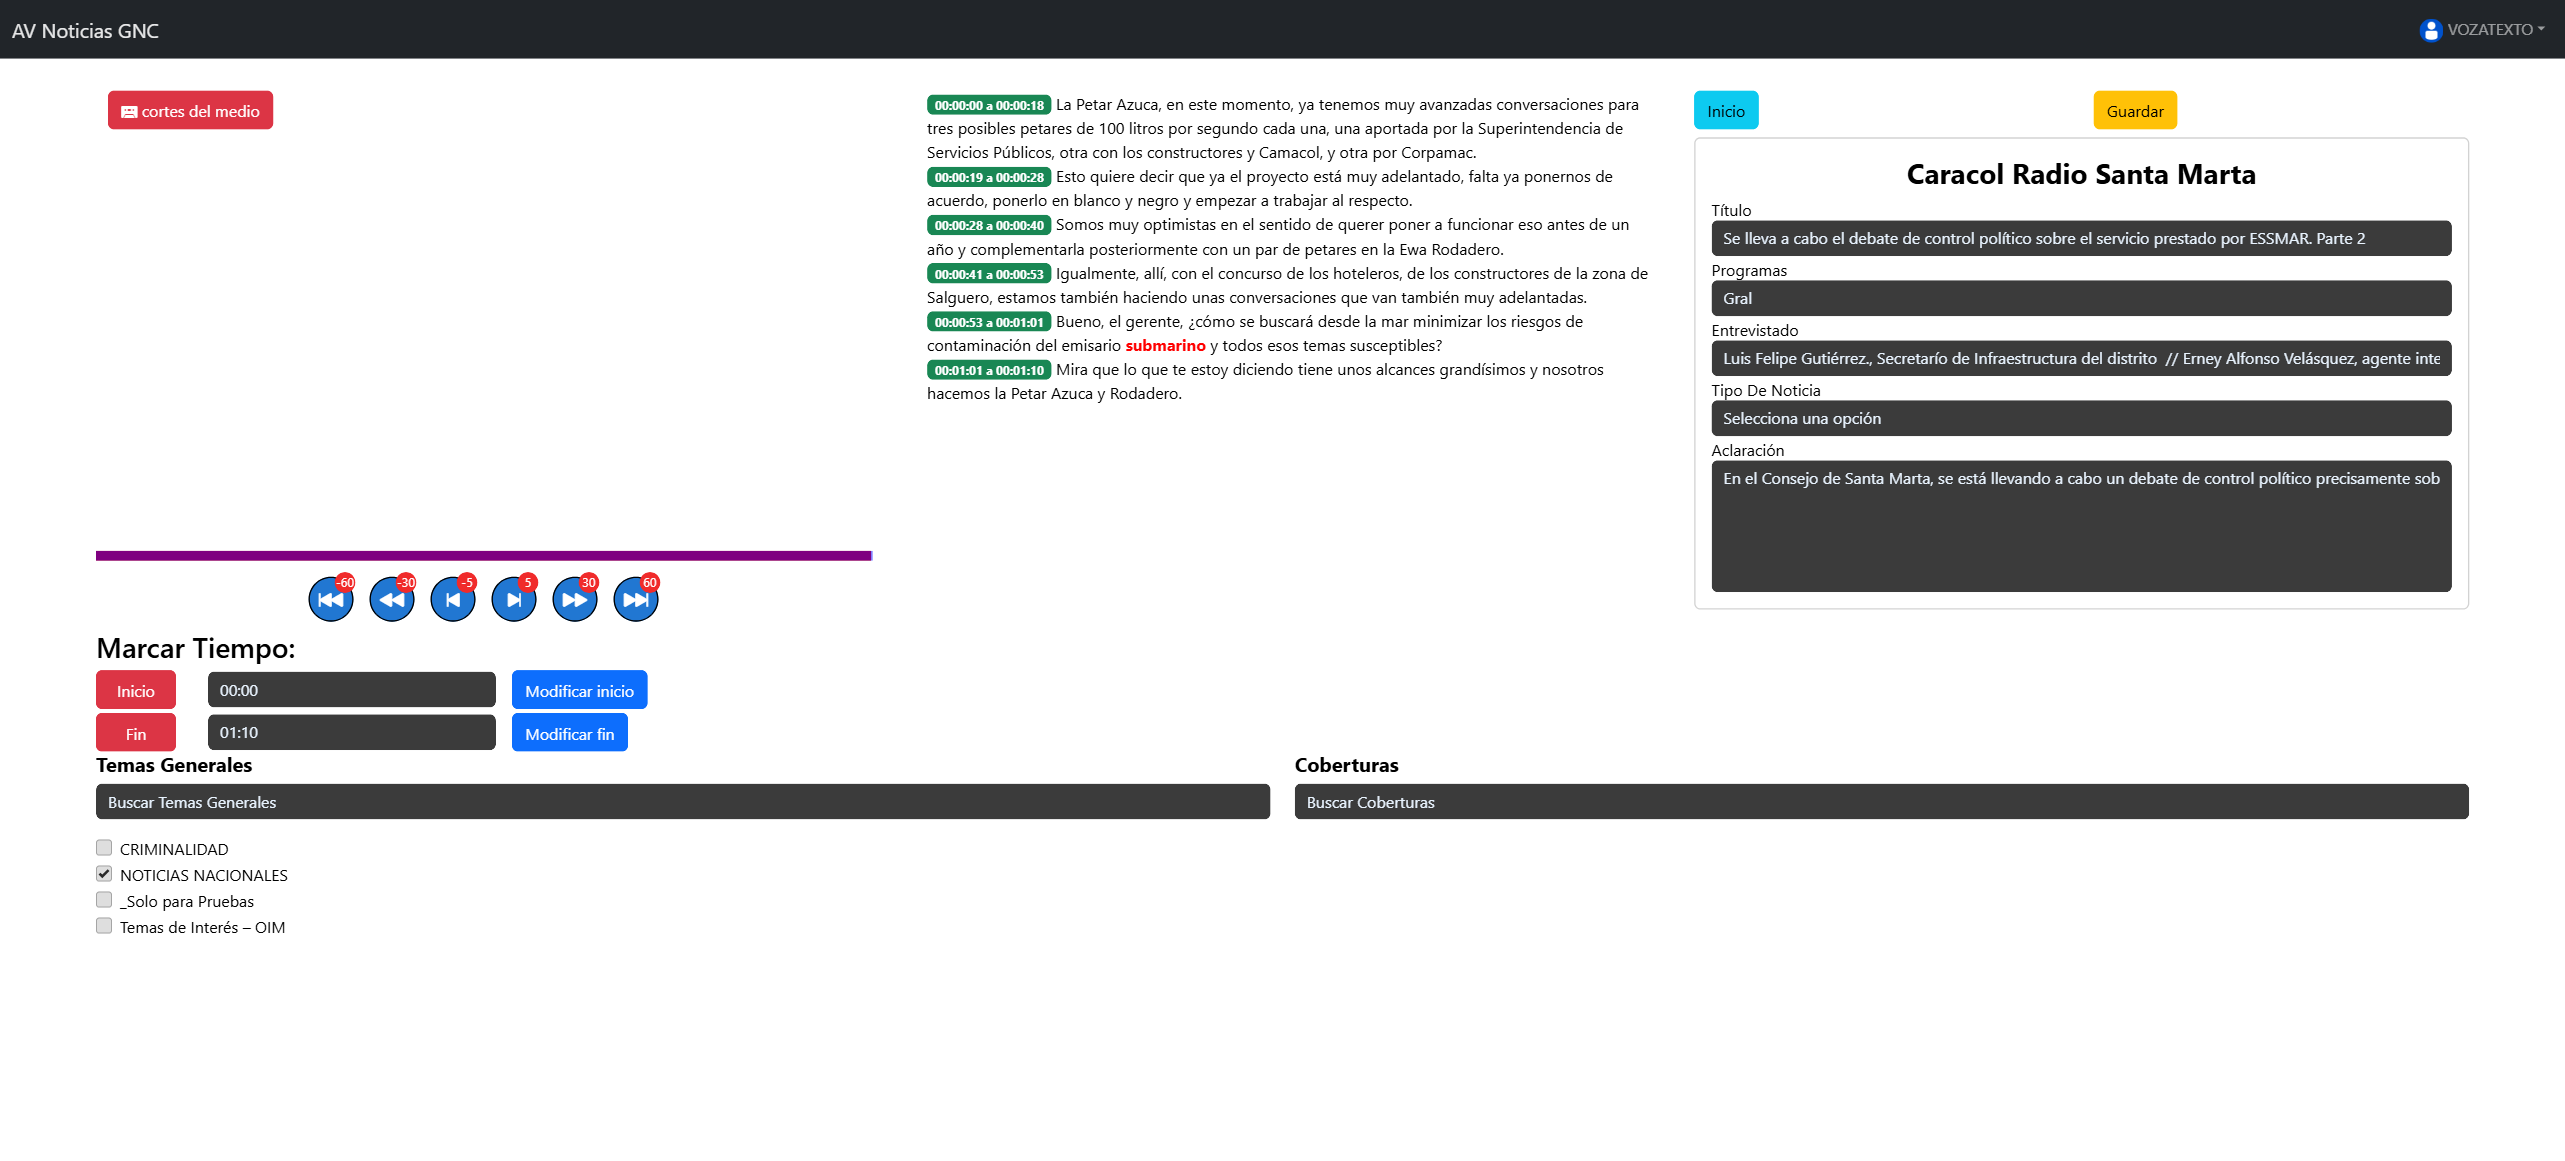 AV Noticias GNC
VOZATEXTO
cortes del medio
-60
-30
-5
5
30
60
Marcar Tiempo:
Inicio 00:00 Modificar inicio
Fin 01:10 Modificar fin
00:00:00 a 00:00:18 La Petar Azuca, en este momento, ya tenemos muy avanzadas conversaciones para
tres posibles petares de 100 litros por segundo cada una, una aportada por la Superintendencia de
Servicios Públicos, otra con los constructores y Camacol, y otra por Corpamac.
00:00:19 a 00:00:28 Esto quiere decir que ya el proyecto está muy adelantado, falta ya ponernos de
acuerdo, ponerlo en blanco y negro y empezar a trabajar al respecto.
00:00:28 a 00:00:40 Somos muy optimistas en el sentido de querer poner a funcionar eso antes de un
año y complementarla posteriormente con un par de petares en la Ewa Rodadero.
00:00:41 a 00:00:53 Igualmente, allí, con el concurso de los hoteleros, de los constructores de la zona de
Salguero, estamos también haciendo unas conversaciones que van también muy adelantadas.
00:00:53 a 00:01:01 Bueno, el gerente, ¿cómo se buscará desde la mar minimizar los riesgos de
contaminación del emisario submarino y todos esos temas susceptibles?
00:01:01 a 00:01:10 Mira que lo que te estoy diciendo tiene unos alcances grandísimos y nosotros
hacemos la Petar Azuca y Rodadero.
Inicio
Guardar
Caracol Radio Santa Marta
Título
Se lleva a cabo el debate de control político sobre el servicio prestado por ESSMAR. Parte 2
Programas
Gral
Entrevistado
Luis Felipe Gutiérrez., Secretarío de Infraestructura del distrito // Erney Alfonso Velásquez, agente inte
Tipo De Noticia
Selecciona una opción
Aclaración
En el Consejo de Santa Marta, se está llevando a cabo un debate de control político precisamente sob
Temas Generales
Buscar Temas Generales
CRIMINALIDAD
NOTICIAS NACIONALES
_Solo para Pruebas
Temas de Interés – OIM
Coberturas
Buscar Coberturas